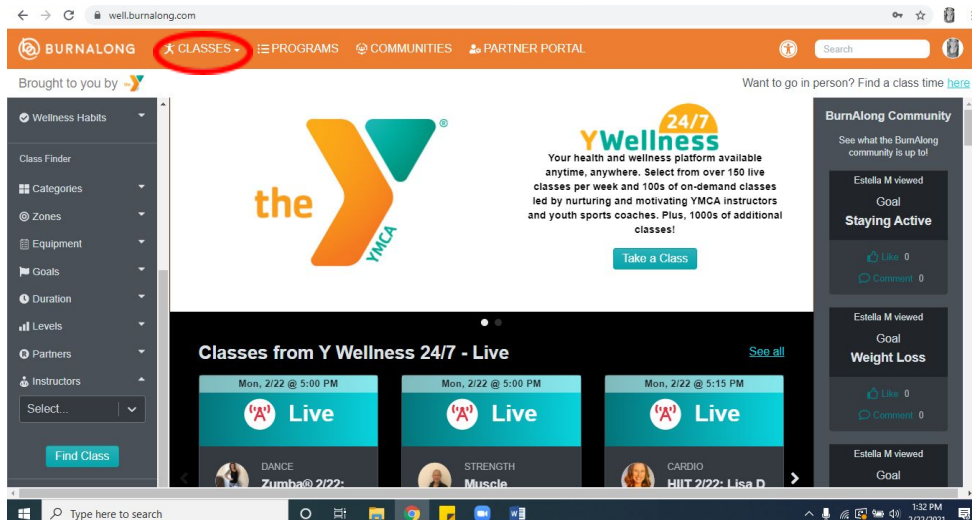 well.burnalong.com
BURNALONG
CLASSES
PROGRAMS
COMMUNITIES
PARTNER PORTAL
Search
Brought to you by
Want to go in person? Find a class time here
Wellness Habits
Class Finder
Categories
Zones
Equipment
Goals
Duration
Levels
Partners
Instructors
Select...
Find Class
the
YMCA
®
24/7
YWellness
Your health and wellness platform available
anytime, anywhere. Select from over 150 live
classes per week and 100s of on-demand classes
led by nurturing and motivating YMCA instructors
and youth sports coaches. Plus, 1000s of additional
classes!
Take a Class
Classes from Y Wellness 24/7 - Live
See all
Mon, 2/22 @ 5:00 PM
Live
DANCE
Zumba® 2/22:
Mon, 2/22 @ 5:00 PM
Live
STRENGTH
Muscle
Mon, 2/22 @ 5:15 PM
Live
CARDIO
HIIT 2/22: Lisa D
BurnAlong Community
See what the BurnAlong
community is up to!
Estella M viewed
Goal
Staying Active
Like 0
Comment 0
Estella M viewed
Goal
Weight Loss
Like 0
Comment 0
Estella M viewed
Goal
Type here to search
1:32 PM
2/22/2021